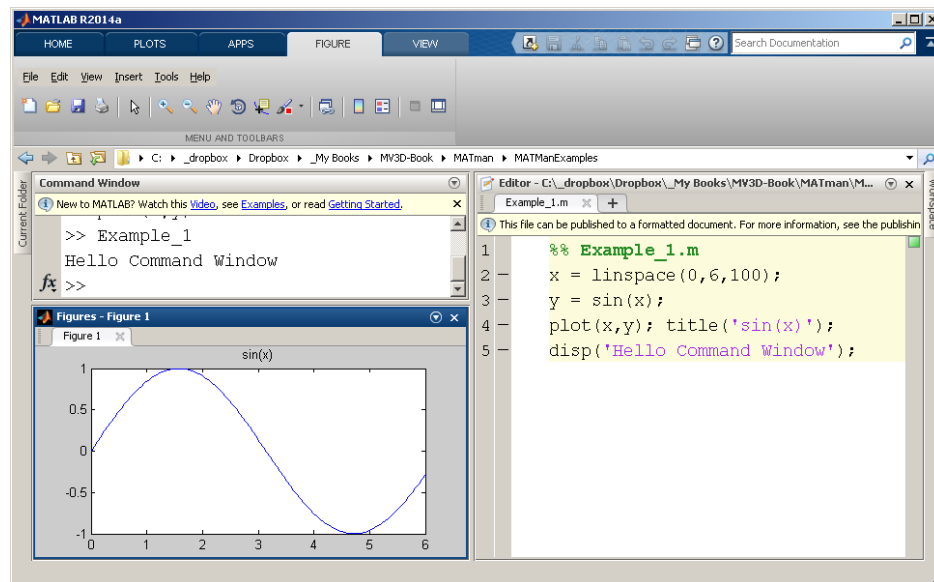 MATLAB R2014a
HOME PLOTS APPS FIGURE VIEW Search Documentation
File Edit View Insert Tools Help
MENU AND TOOLBARS
C: _dropbox Dropbox _My Books MV3D-Book MATman MATManExamples
Current Folder
Command Window
New to MATLAB? Watch this Video, see Examples, or read Getting Started.
>> Example_1
Hello Command Window
fx >>
Figures - Figure 1
Figure 1
sin(x)
1
0.5
0
-0.5
-1
0 1 2 3 4 5 6
Editor - C:\_dropbox\Dropbox\_My Books\MV3D-Book\MATman\M...
Example_1.m
This file can be published to a formatted document. For more information, see the publishin
1 %% Example_1.m
2 - x = linspace(0,6,100);
3 - y = sin(x);
4 - plot(x,y); title('sin(x)');
5 - disp('Hello Command Window');
Workspace